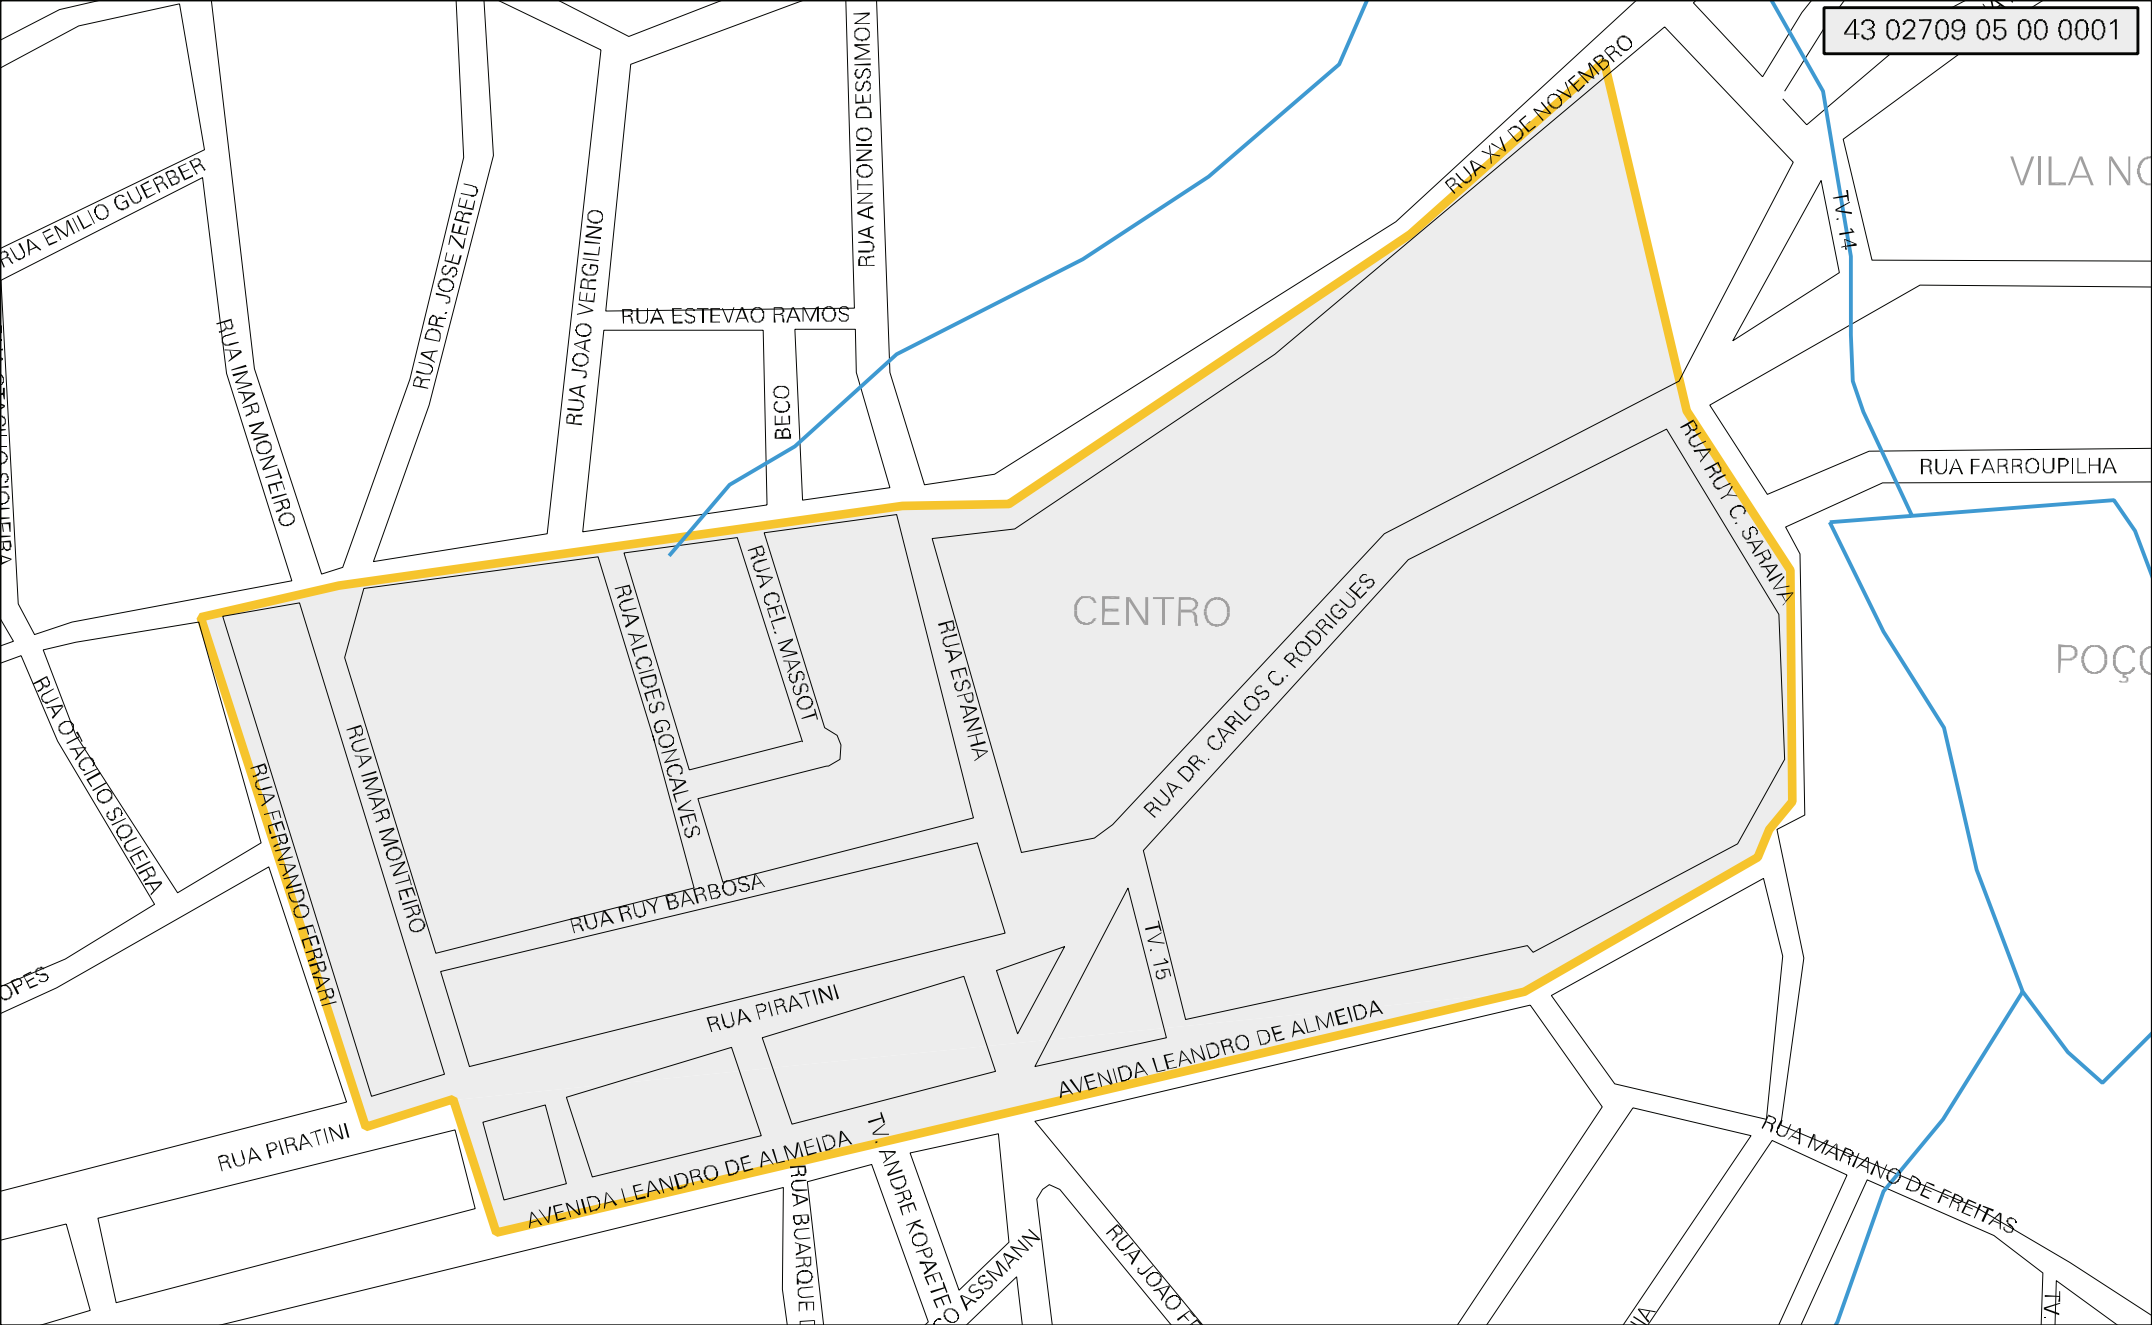 43 02709 05 00 0001
RUA XV DE NOVEMBRO
RUA ANTONIO DESSIMON
VILA NO
RUA EMILIO GUERBER
TV. 14
RUA DR. JOSE ZEREU
RUA JOAO VERGILINO
RUA ESTEVAO RAMOS
RUA IMAR MONTEIRO
BECO
RUA FARROUPILHA
RUA RUY C. SARAIVA
CENTRO
RUA ALCIDES GONCALVES
RUA CEL. MASSOT
RUA ESPANHA
RUA DR. CARLOS C. RODRIGUES
POÇO
RUA OTACILIO SIQUEIRA
RUA FERNANDO FERRARI
RUA IMAR MONTEIRO
RUA RUY BARBOSA
TV. 15
OPES
RUA PIRATINI
AVENIDA LEANDRO DE ALMEIDA
RUA PIRATINI
AVENIDA LEANDRO DE ALMEIDA
TV. ANDRE KOPAETEO
RUA BUARQUE D
ASSMANN
RUA JOAO F
RUA MARIANO DE FREITAS
IA
TV.